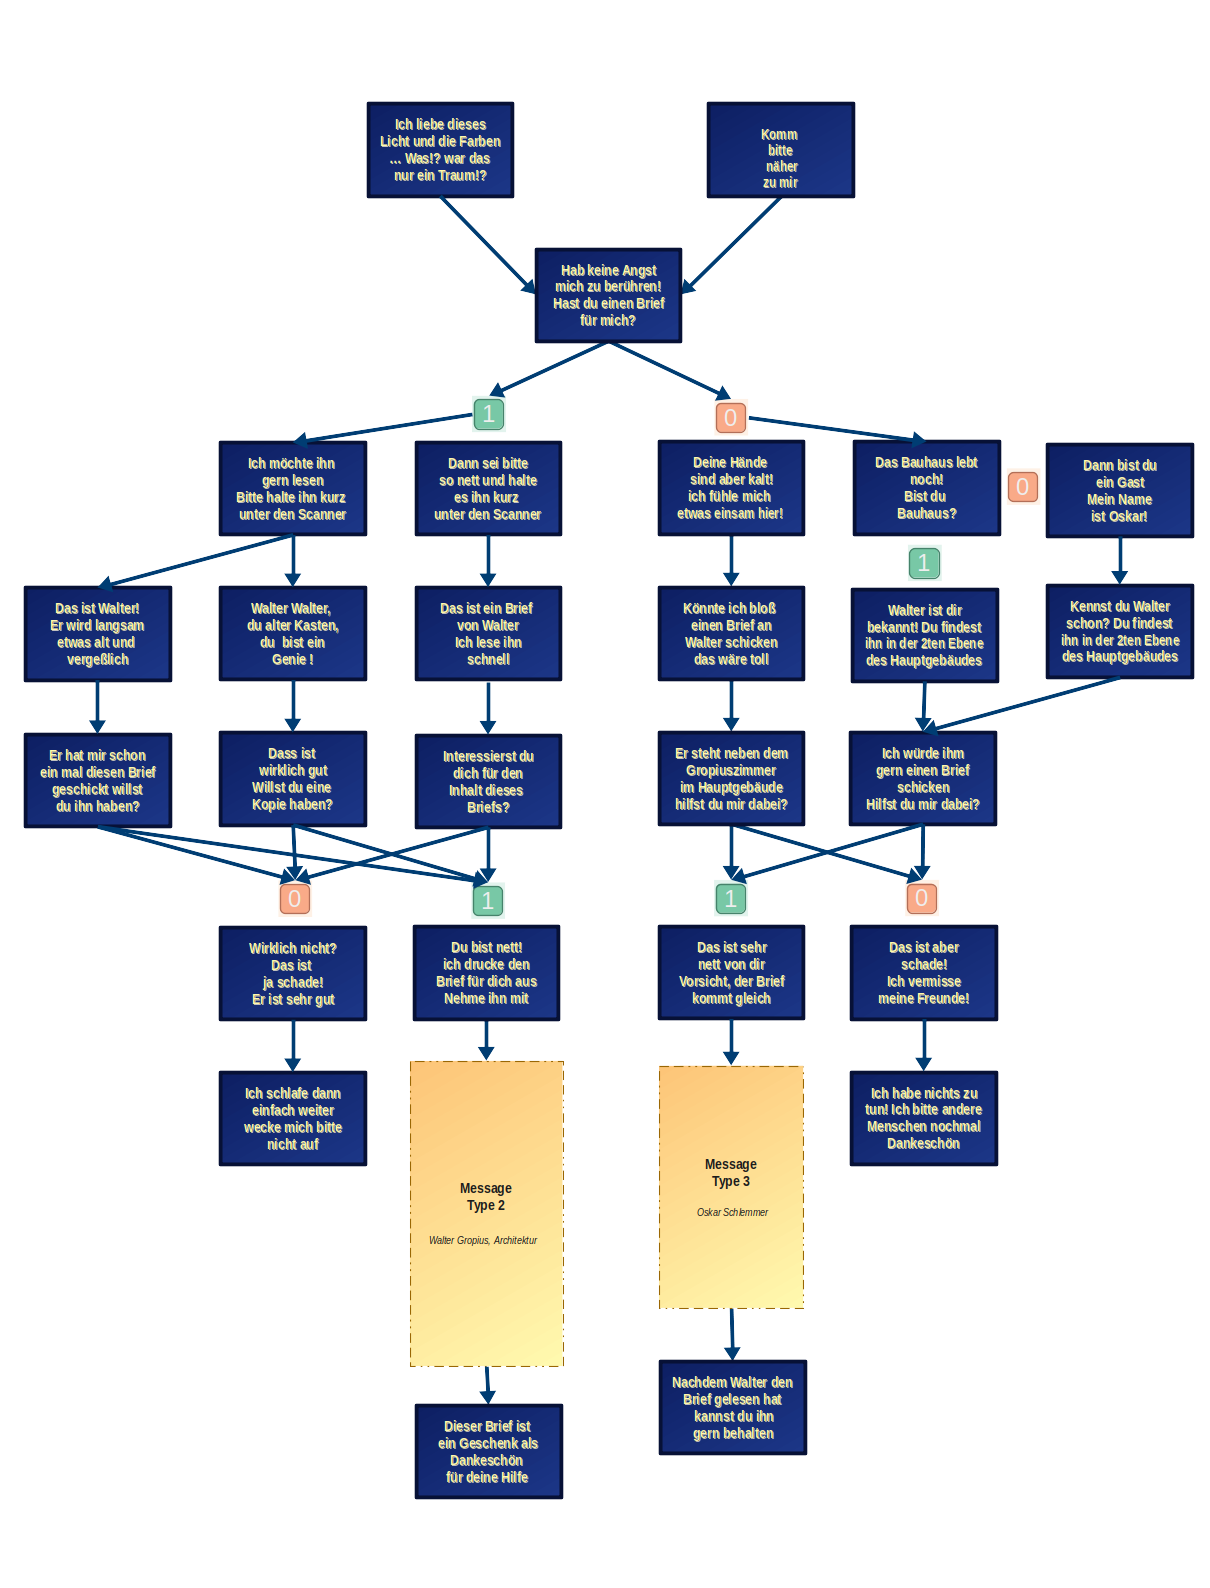 Ich liebe dieses
Licht und die Farben
... Was!? war das
nur ein Traum!?
Komm
bitte
näher
zu mir
Hab keine Angst
mich zu berühren!
Hast du einen Brief
für mich?
1
0
Ich möchte ihn
gern lesen
Bitte halte ihn kurz
unter den Scanner
Dann sei bitte
so nett und halte
es ihn kurz
unter den Scanner
Deine Hände
sind aber kalt!
ich fühle mich
etwas einsam hier!
Das Bauhaus lebt
noch!
Bist du
Bauhaus?
0
Dann bist du
ein Gast
Mein Name
ist Oskar!
1
Das ist Walter!
Er wird langsam
etwas alt und
vergeßlich
Walter Walter,
du alter Kasten,
du bist ein
Genie !
Das ist ein Brief
von Walter
Ich lese ihn
schnell
Könnte ich bloß
einen Brief an
Walter schicken
das wäre toll
Walter ist dir
bekannt! Du findest
ihn in der 2ten Ebene
des Hauptgebäudes
Kennst du Walter
schon? Du findest
ihn in der 2ten Ebene
des Hauptgebäudes
Er hat mir schon
ein mal diesen Brief
geschickt willst
du ihn haben?
Dass ist
wirklich gut
Willst du eine
Kopie haben?
Interessierst du
dich für den
Inhalt dieses
Briefs?
Er steht neben dem
Gropiuszimmer
im Hauptgebäude
hilfst du mir dabei?
Ich würde ihm
gern einen Brief
schicken
Hilfst du mir dabei?
0
1
1
0
Wirklich nicht?
Das ist
ja schade!
Er ist sehr gut
Du bist nett!
ich drucke den
Brief für dich aus
Nehme ihn mit
Das ist sehr
nett von dir
Vorsicht, der Brief
kommt gleich
Das ist aber
schade!
Ich vermisse
meine Freunde!
Ich schlafe dann
einfach weiter
wecke mich bitte
nicht auf
Message
Type 2
Walter Gropius, Architektur
Message
Type 3
Oskar Schlemmer
Ich habe nichts zu
tun! Ich bitte andere
Menschen nochmal
Dankeschön
Nachdem Walter den
Brief gelesen hat
kannst du ihn
gern behalten
Dieser Brief ist
ein Geschenk als
Dankeschön
für deine Hilfe